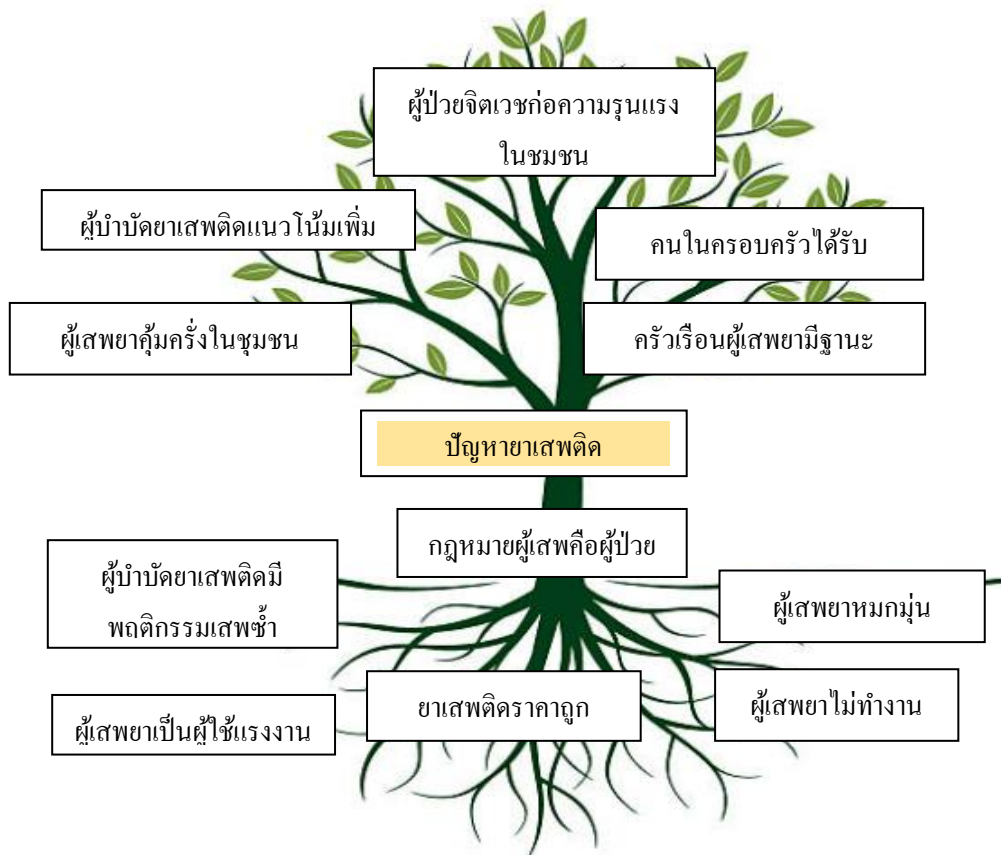 ผู้ป่วยจิตเวชก่อความรุนแรง
ในชมชน
ผู้บำบัดยาเสพติดแนวโน้มเพิ่ม
คนในครอบครัวได้รับ
ผู้เสพยาคุ้มครั่งในชุมชน
ครัวเรือนผู้เสพยามีฐานะ
ปัญหายาเสพติด
กฎหมายผู้เสพคือผู้ป่วย
ผู้บำบัดยาเสพติดมี
พฤติกรรมเสพซ้ำ
ผู้เสพยาหมกมุ่น
ยาเสพติดราคาถูก
ผู้เสพยาไม่ทำงาน
ผู้เสพยาเป็นผู้ใช้แรงงาน